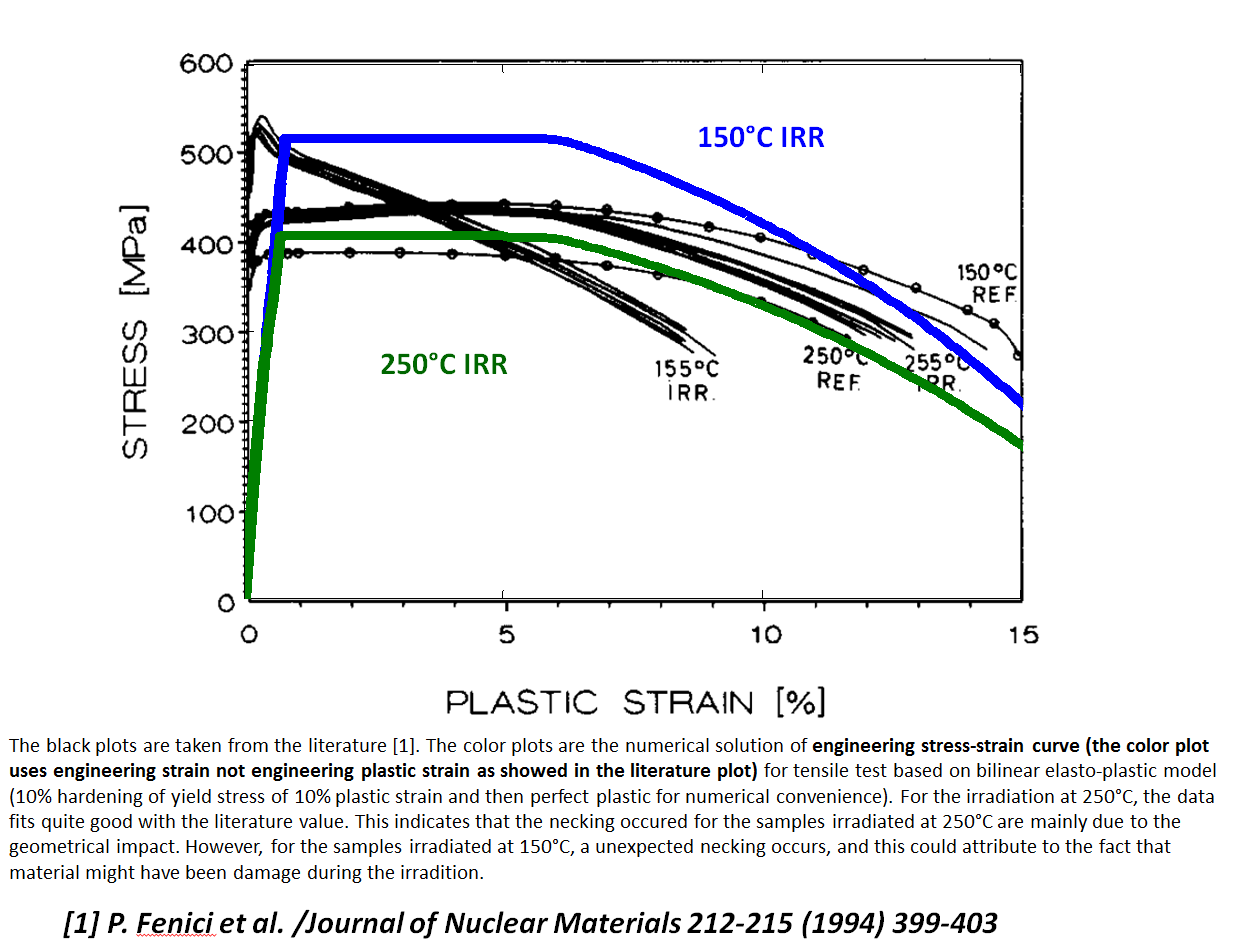 600
500
400
300
200
100
0
STRESS [MPa]
150°C IRR
250°C IRR
150°C
REF.
155°C
IRR.
250°C
REF.
255°C
IRR.
0 5 10 15
PLASTIC STRAIN [%]
The black plots are taken from the literature [1]. The color plots are the numerical solution of engineering stress-strain curve (the color plot
uses engineering strain not engineering plastic strain as showed in the literature plot) for tensile test based on bilinear elasto-plastic model
(10% hardening of yield stress of 10% plastic strain and then perfect plastic for numerical convenience). For the irradiation at 250°C, the data
fits quite good with the literature value. This indicates that the necking occured for the samples irradiated at 250°C are mainly due to the
geometrical impact. However, for the samples irradiated at 150°C, a unexpected necking occurs, and this could attribute to the fact that
material might have been damage during the irradition.
[1] P. Fenici et al. /Journal of Nuclear Materials 212-215 (1994) 399-403